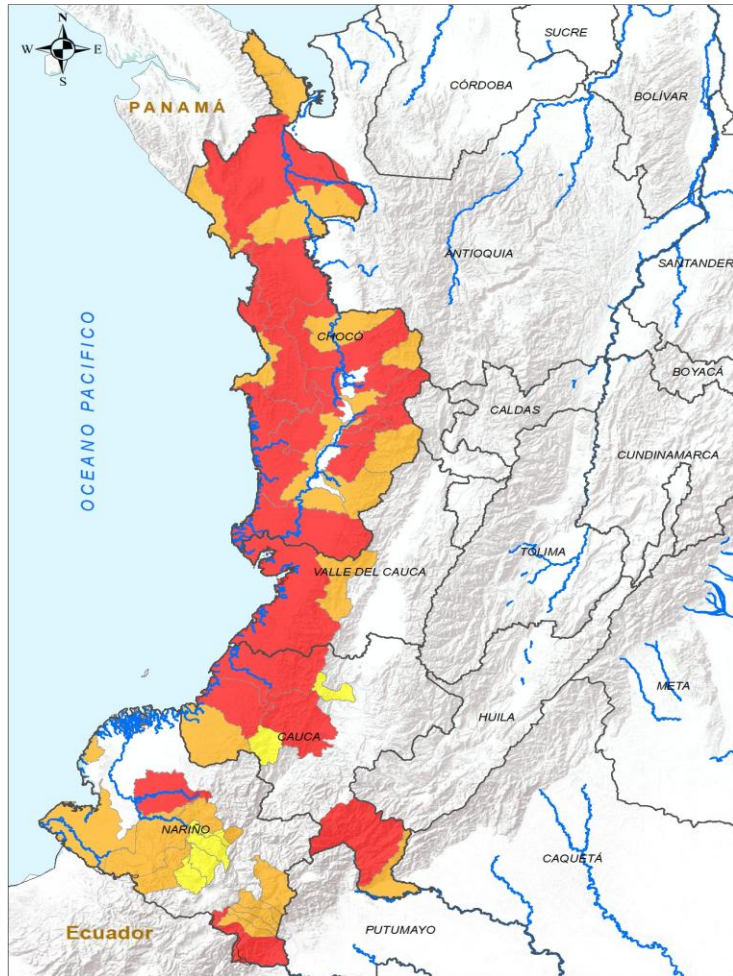 N
W E
S
SUCRE
CÓRDOBA
BOLÍVAR
PANAMÁ
ANTIOQUIA
SANTANDER
OCEANO PACIFICO
CHOCÓ
BOYACÁ
CALDAS
CUNDINAMARCA
TOLIMA
VALLE DEL CAUCA
META
HUILA
CAUCA
NARIÑO
CAQUETÁ
Ecuador
PUTUMAYO